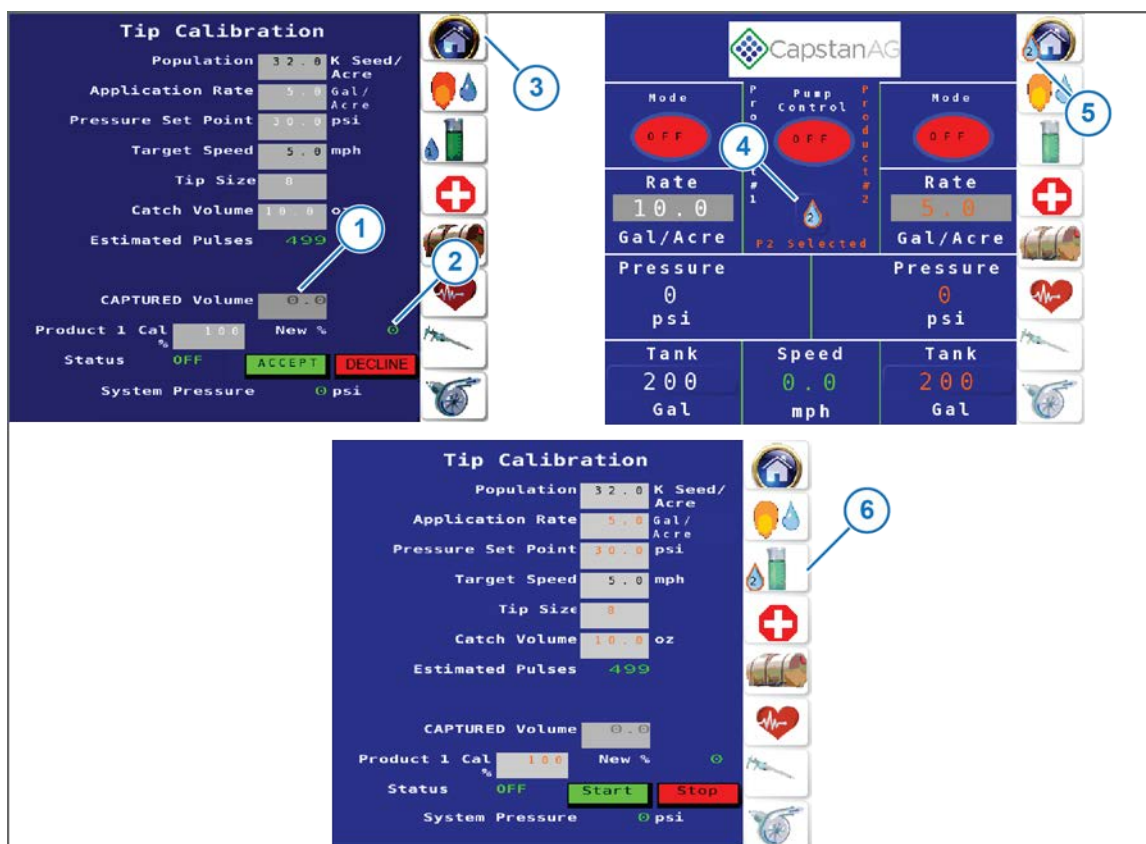 Tip Calibration
Population 32.0 K Seed/
Acre
Application Rate 5.0 Gal/
Acre
Pressure Set Point 30.0 psi
Target Speed 5.0 mph
Tip Size 8
Catch Volume 10.0 oz
Estimated Pulses 499
CAPTURED Volume 0.0
Product 1 Cal 100 New % 0
%
Status OFF ACCEPT DECLINE
System Pressure 0 psi
1
1
2
3
CapstanAG
Mode
OFF
Product#1
Pump
Control
OFF
Product#2
Mode
OFF
2
P2 Selected
Rate
10.0
Gal/Acre
Rate
5.0
Gal/Acre
Pressure
0
psi
Pressure
0
psi
Tank
200
Gal
Speed
0.0
mph
Tank
200
Gal
2
4
5
Tip Calibration
Population 32.0 K Seed/
Acre
Application Rate 5.0 Gal/
Acre
Pressure Set Point 30.0 psi
Target Speed 5.0 mph
Tip Size 8
Catch Volume 10.0 oz
Estimated Pulses 499
CAPTURED Volume 0.0
Product 1 Cal 100 New % 0
%
Status OFF Start Stop
System Pressure 0 psi
2
6